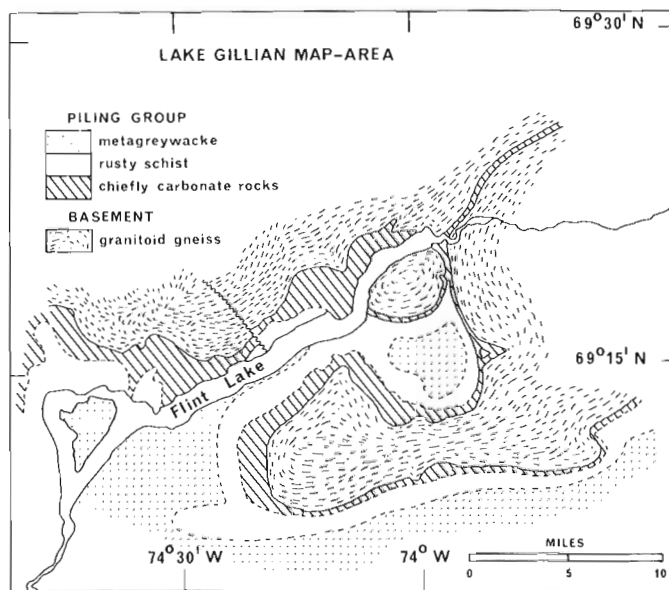 69° 30' N
LAKE GILLIAN MAP-AREA
PILING GROUP
metagreywacke
rusty schist
chiefly carbonate rocks
BASEMENT
granitoid gneiss
69° 15' N
Flint Lake
74° 30' W
74° W
MILES
0 5 10